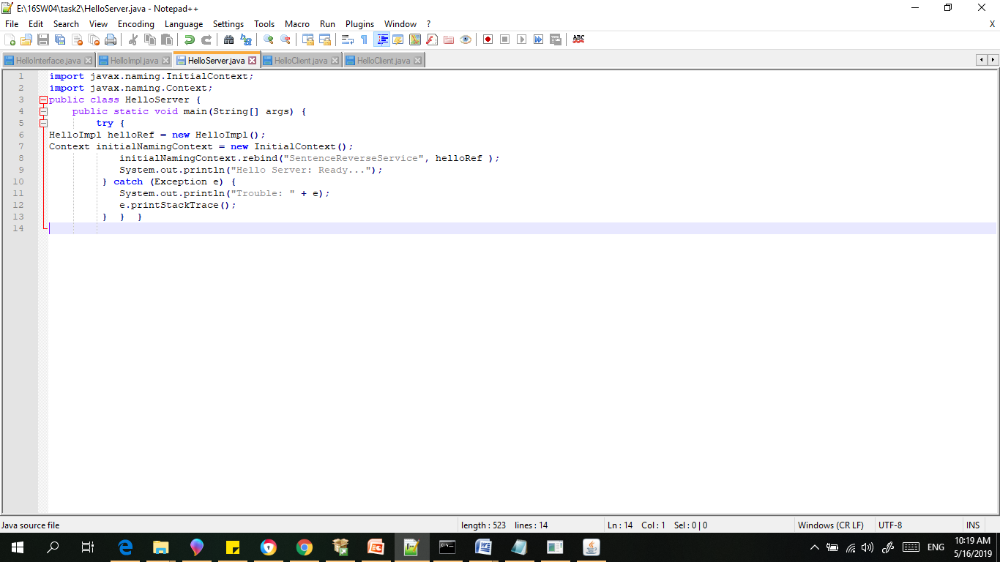 E:\16SW04\task2\HelloServer.java - Notepad++
File Edit Search View Encoding Language Settings Tools Macro Run Plugins Window ? X
ABC
HelloInterface.java HelloImpl.java HelloServer.java HelloClient.java HelloClient.java
1 import javax.naming.InitialContext;
2 import javax.naming.Context;
3 public class HelloServer {
4 public static void main(String[] args) {
5 try {
6 HelloImpl helloRef = new HelloImpl();
7 Context initialNamingContext = new InitialContext();
8 initialNamingContext.rebind("SentenceReverseService", helloRef );
9 System.out.println("Hello Server: Ready...");
10 } catch (Exception e) {
11 System.out.println("Trouble: " + e);
12 e.printStackTrace();
13 } } }
14
Java source file length : 523 lines : 14 Ln : 14 Col : 1 Sel : 0 | 0 Windows (CR LF) UTF-8 INS
ENG 10:19 AM
5/16/2019